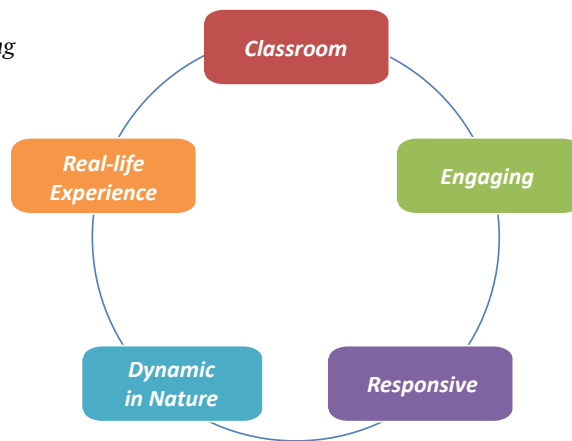 Classroom
Real-life
Experience
Engaging
Dynamic
in Nature
Responsive